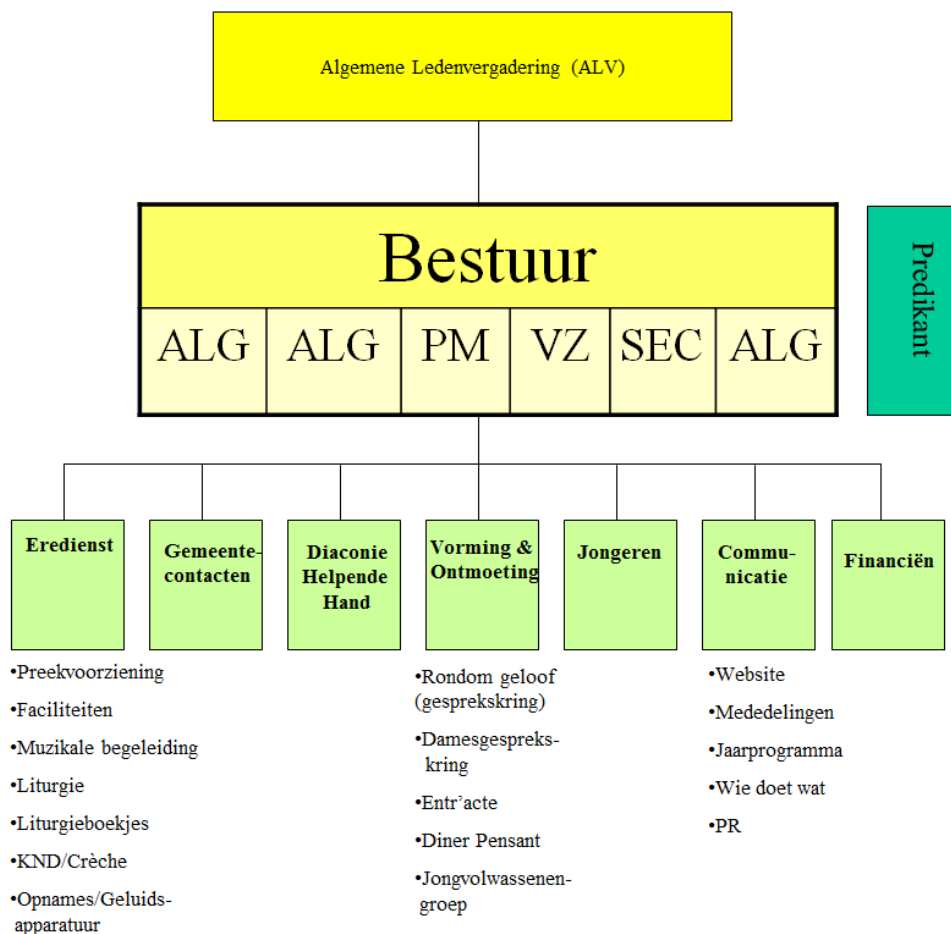 Algemene Ledenvergadering (ALV)
Bestuur
ALG ALG PM VZ SEC ALG
Predikant
Eredienst
Gemeente-
contacten
Diaconie
Helpende
Hand
Vorming &
Ontmoeting
Jongeren
Commu-
nicatie
Financiën
•Preekvoorziening
•Faciliteiten
•Muzikale begeleiding
•Liturgie
•Liturgieboekjes
•KND/Crèche
•Opnames/Geluids-
apparatuur
•Rondom geloof
(gesprekskring)
•Damesgespreks-
kring
•Entr’acte
•Diner Pensant
•Jongvolwassenen-
groep
•Website
•Mededelingen
•Jaarprogramma
•Wie doet wat
•PR